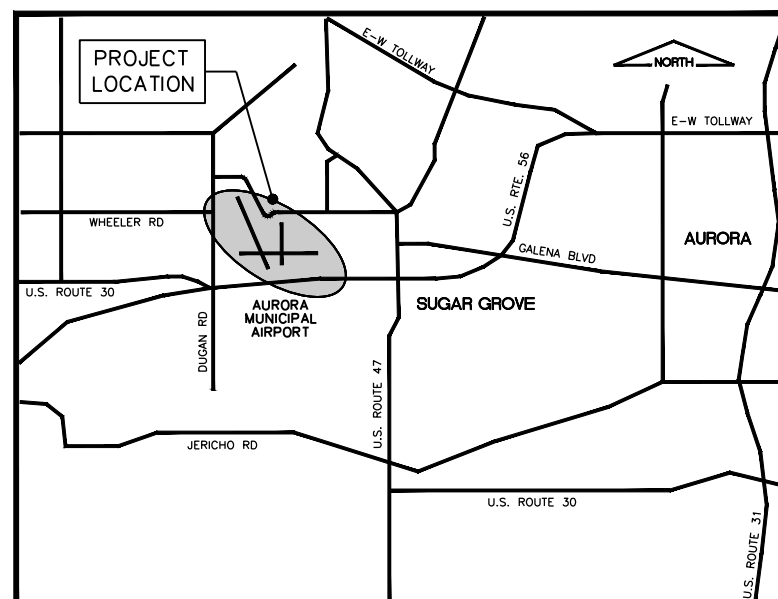 PROJECT
LOCATION
E-W TOLLWAY
NORTH
E-W TOLLWAY
U.S. RTE. 56
WHEELER RD
GALENA BLVD
AURORA
U.S. ROUTE 30
AURORA
MUNICIPAL
AIRPORT
SUGAR GROVE
DUGAN RD
U.S. ROUTE 47
JERICHO RD
U.S. ROUTE 30
U.S. ROUTE 31